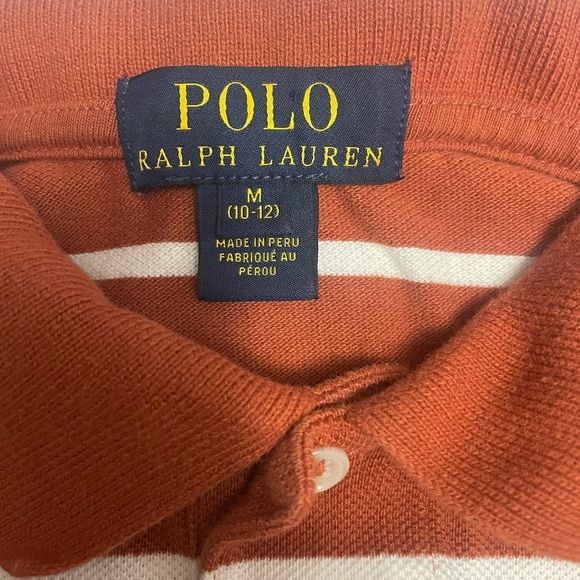 POLO
RALPH LAUREN
M
(10-12)
MADE IN PERU
FABRIQUÉ AU
PÉROU